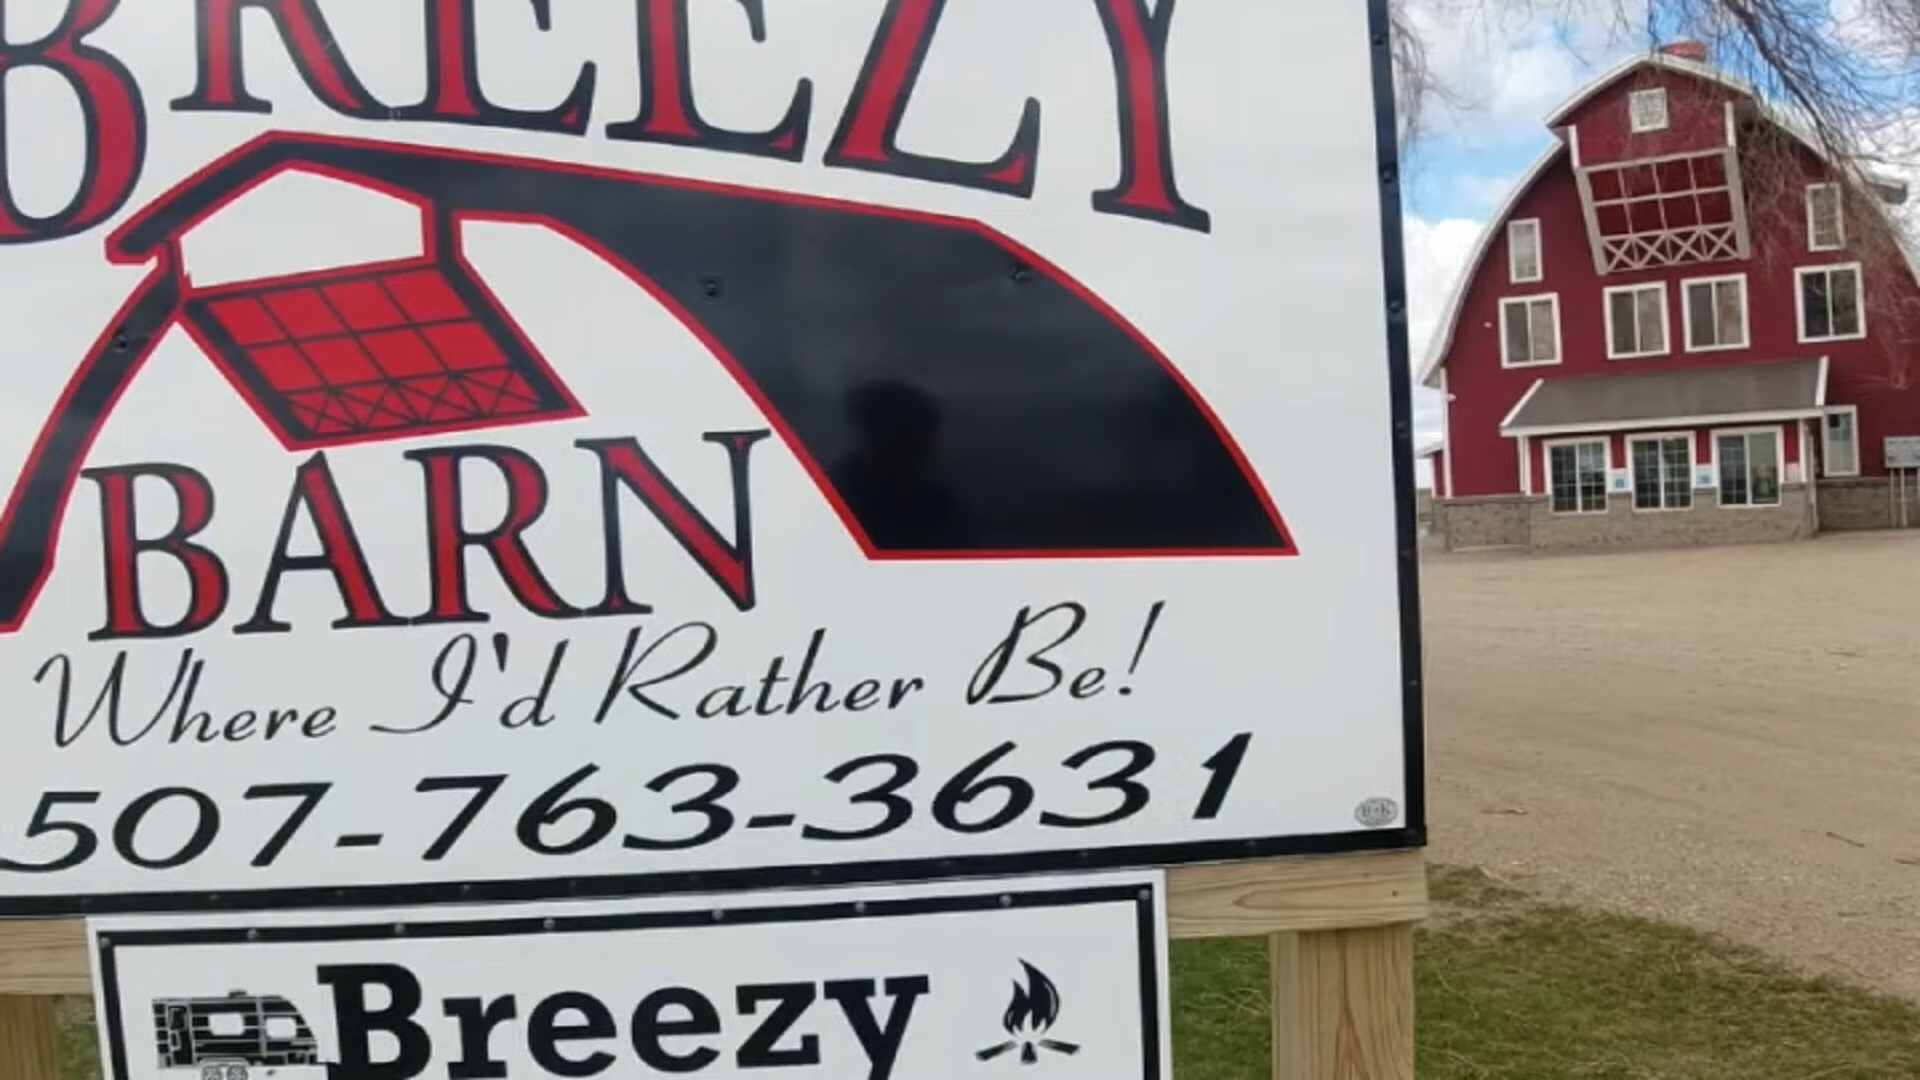 BREEZY
BARN
Where I'd Rather Be!
507-763-3631
Breezy